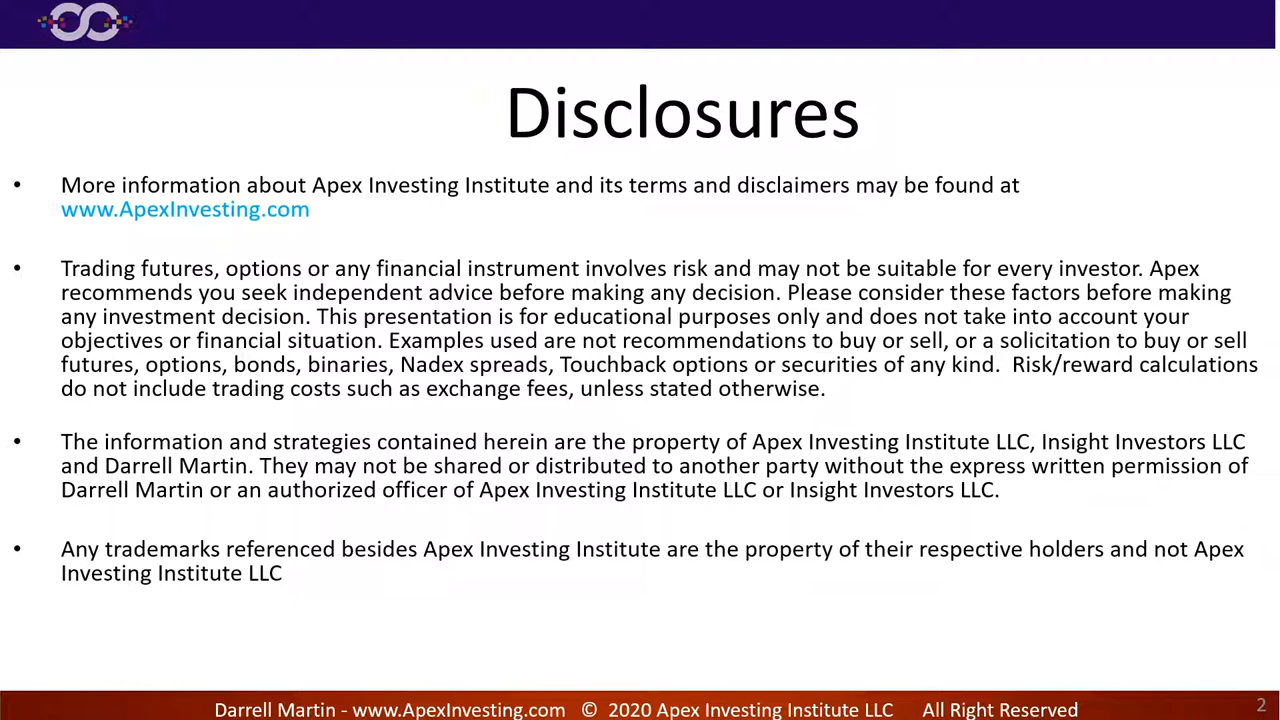 Disclosures
• More information about Apex Investing Institute and its terms and disclaimers may be found at
www.ApexInvesting.com
• Trading futures, options or any financial instrument involves risk and may not be suitable for every investor. Apex
recommends you seek independent advice before making any decision. Please consider these factors before making
any investment decision. This presentation is for educational purposes only and does not take into account your
objectives or financial situation. Examples used are not recommendations to buy or sell, or a solicitation to buy or sell
futures, options, bonds, binaries, Nadex spreads, Touchback options or securities of any kind.  Risk/reward calculations
do not include trading costs such as exchange fees, unless stated otherwise.
• The information and strategies contained herein are the property of Apex Investing Institute LLC, Insight Investors LLC
and Darrell Martin. They may not be shared or distributed to another party without the express written permission of
Darrell Martin or an authorized officer of Apex Investing Institute LLC or Insight Investors LLC.
• Any trademarks referenced besides Apex Investing Institute are the property of their respective holders and not Apex
Investing Institute LLC
Darrell Martin - www.ApexInvesting.com © 2020 Apex Investing Institute LLC All Right Reserved
2